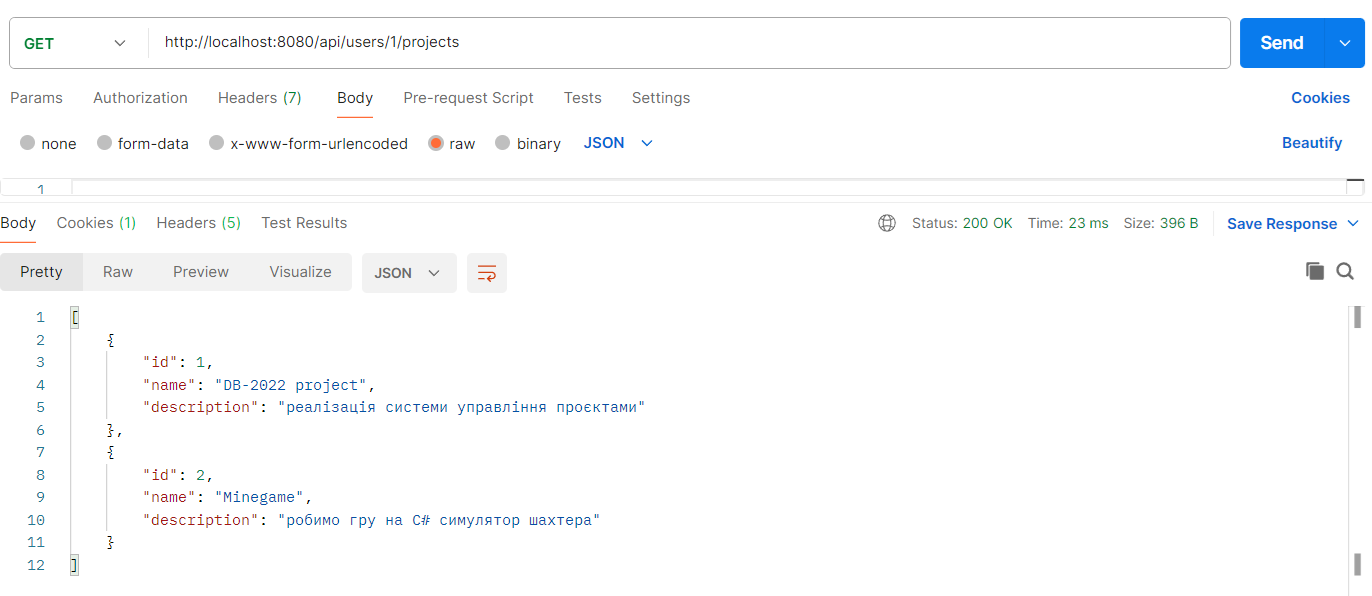 GET http://localhost:8080/api/users/1/projects Send
Params Authorization Headers (7) Body Pre-request Script Tests Settings Cookies
none form-data x-www-form-urlencoded raw binary JSON Beautify
1
Body Cookies (1) Headers (5) Test Results Status: 200 OK Time: 23 ms Size: 396 B Save Response
Pretty Raw Preview Visualize JSON
1 [
2 {
3 "id": 1,
4 "name": "DB-2022 project",
5 "description": "реалізація системи управління проєктами"
6 },
7 {
8 "id": 2,
9 "name": "Minegame",
10 "description": "робимо гру на C# симулятор шахтера"
11 }
12 ]